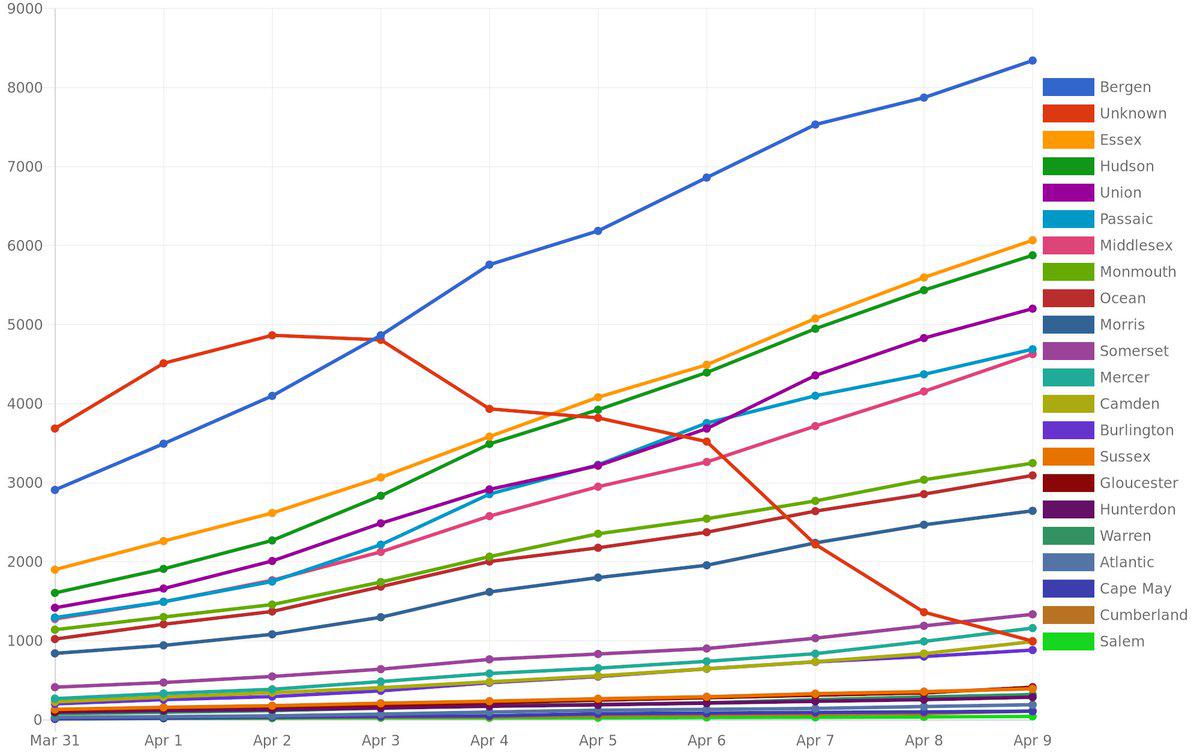 9000
8000
7000
6000
5000
4000
3000
2000
1000
0
Mar 31 Apr 1 Apr 2 Apr 3 Apr 4 Apr 5 Apr 6 Apr 7 Apr 8 Apr 9
Bergen
Unknown
Essex
Hudson
Union
Passaic
Middlesex
Monmouth
Ocean
Morris
Somerset
Mercer
Camden
Burlington
Sussex
Gloucester
Hunterdon
Warren
Atlantic
Cape May
Cumberland
Salem